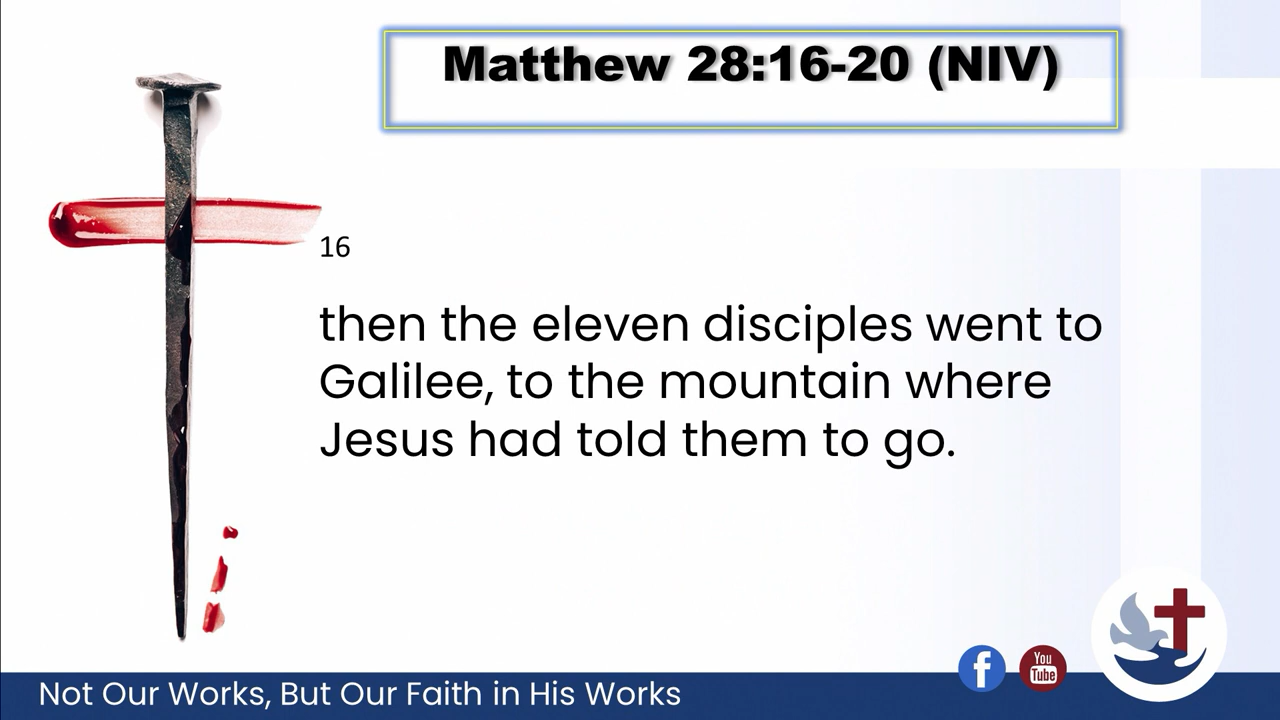 Matthew 28:16-20 (NIV)
16
then the eleven disciples went to
Galilee, to the mountain where
Jesus had told them to go.
f
You
Tube
Not Our Works, But Our Faith in His Works